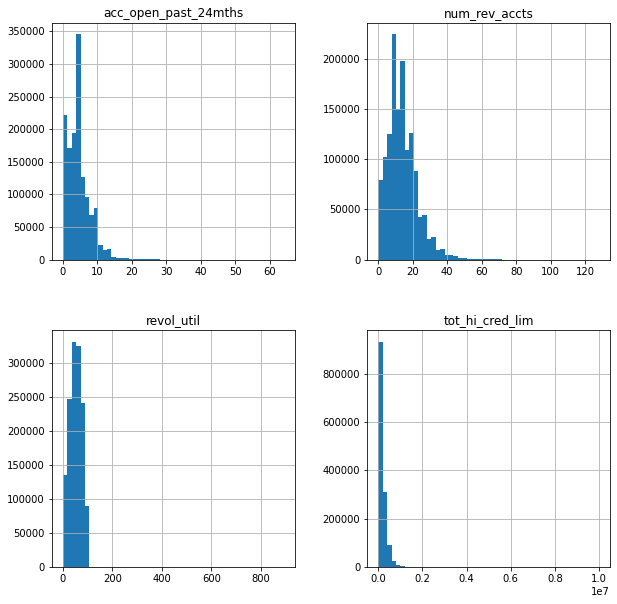 acc_open_past_24mths
350000
300000
250000
200000
150000
100000
50000
0
0 10 20 30 40 50 60
num_rev_accts
200000
150000
100000
50000
0
0 20 40 60 80 100 120
revol_util
300000
250000
200000
150000
100000
50000
0
0 200 400 600 800
tot_hi_cred_lim
800000
600000
400000
200000
0
0.0 0.2 0.4 0.6 0.8 1.0
1e7